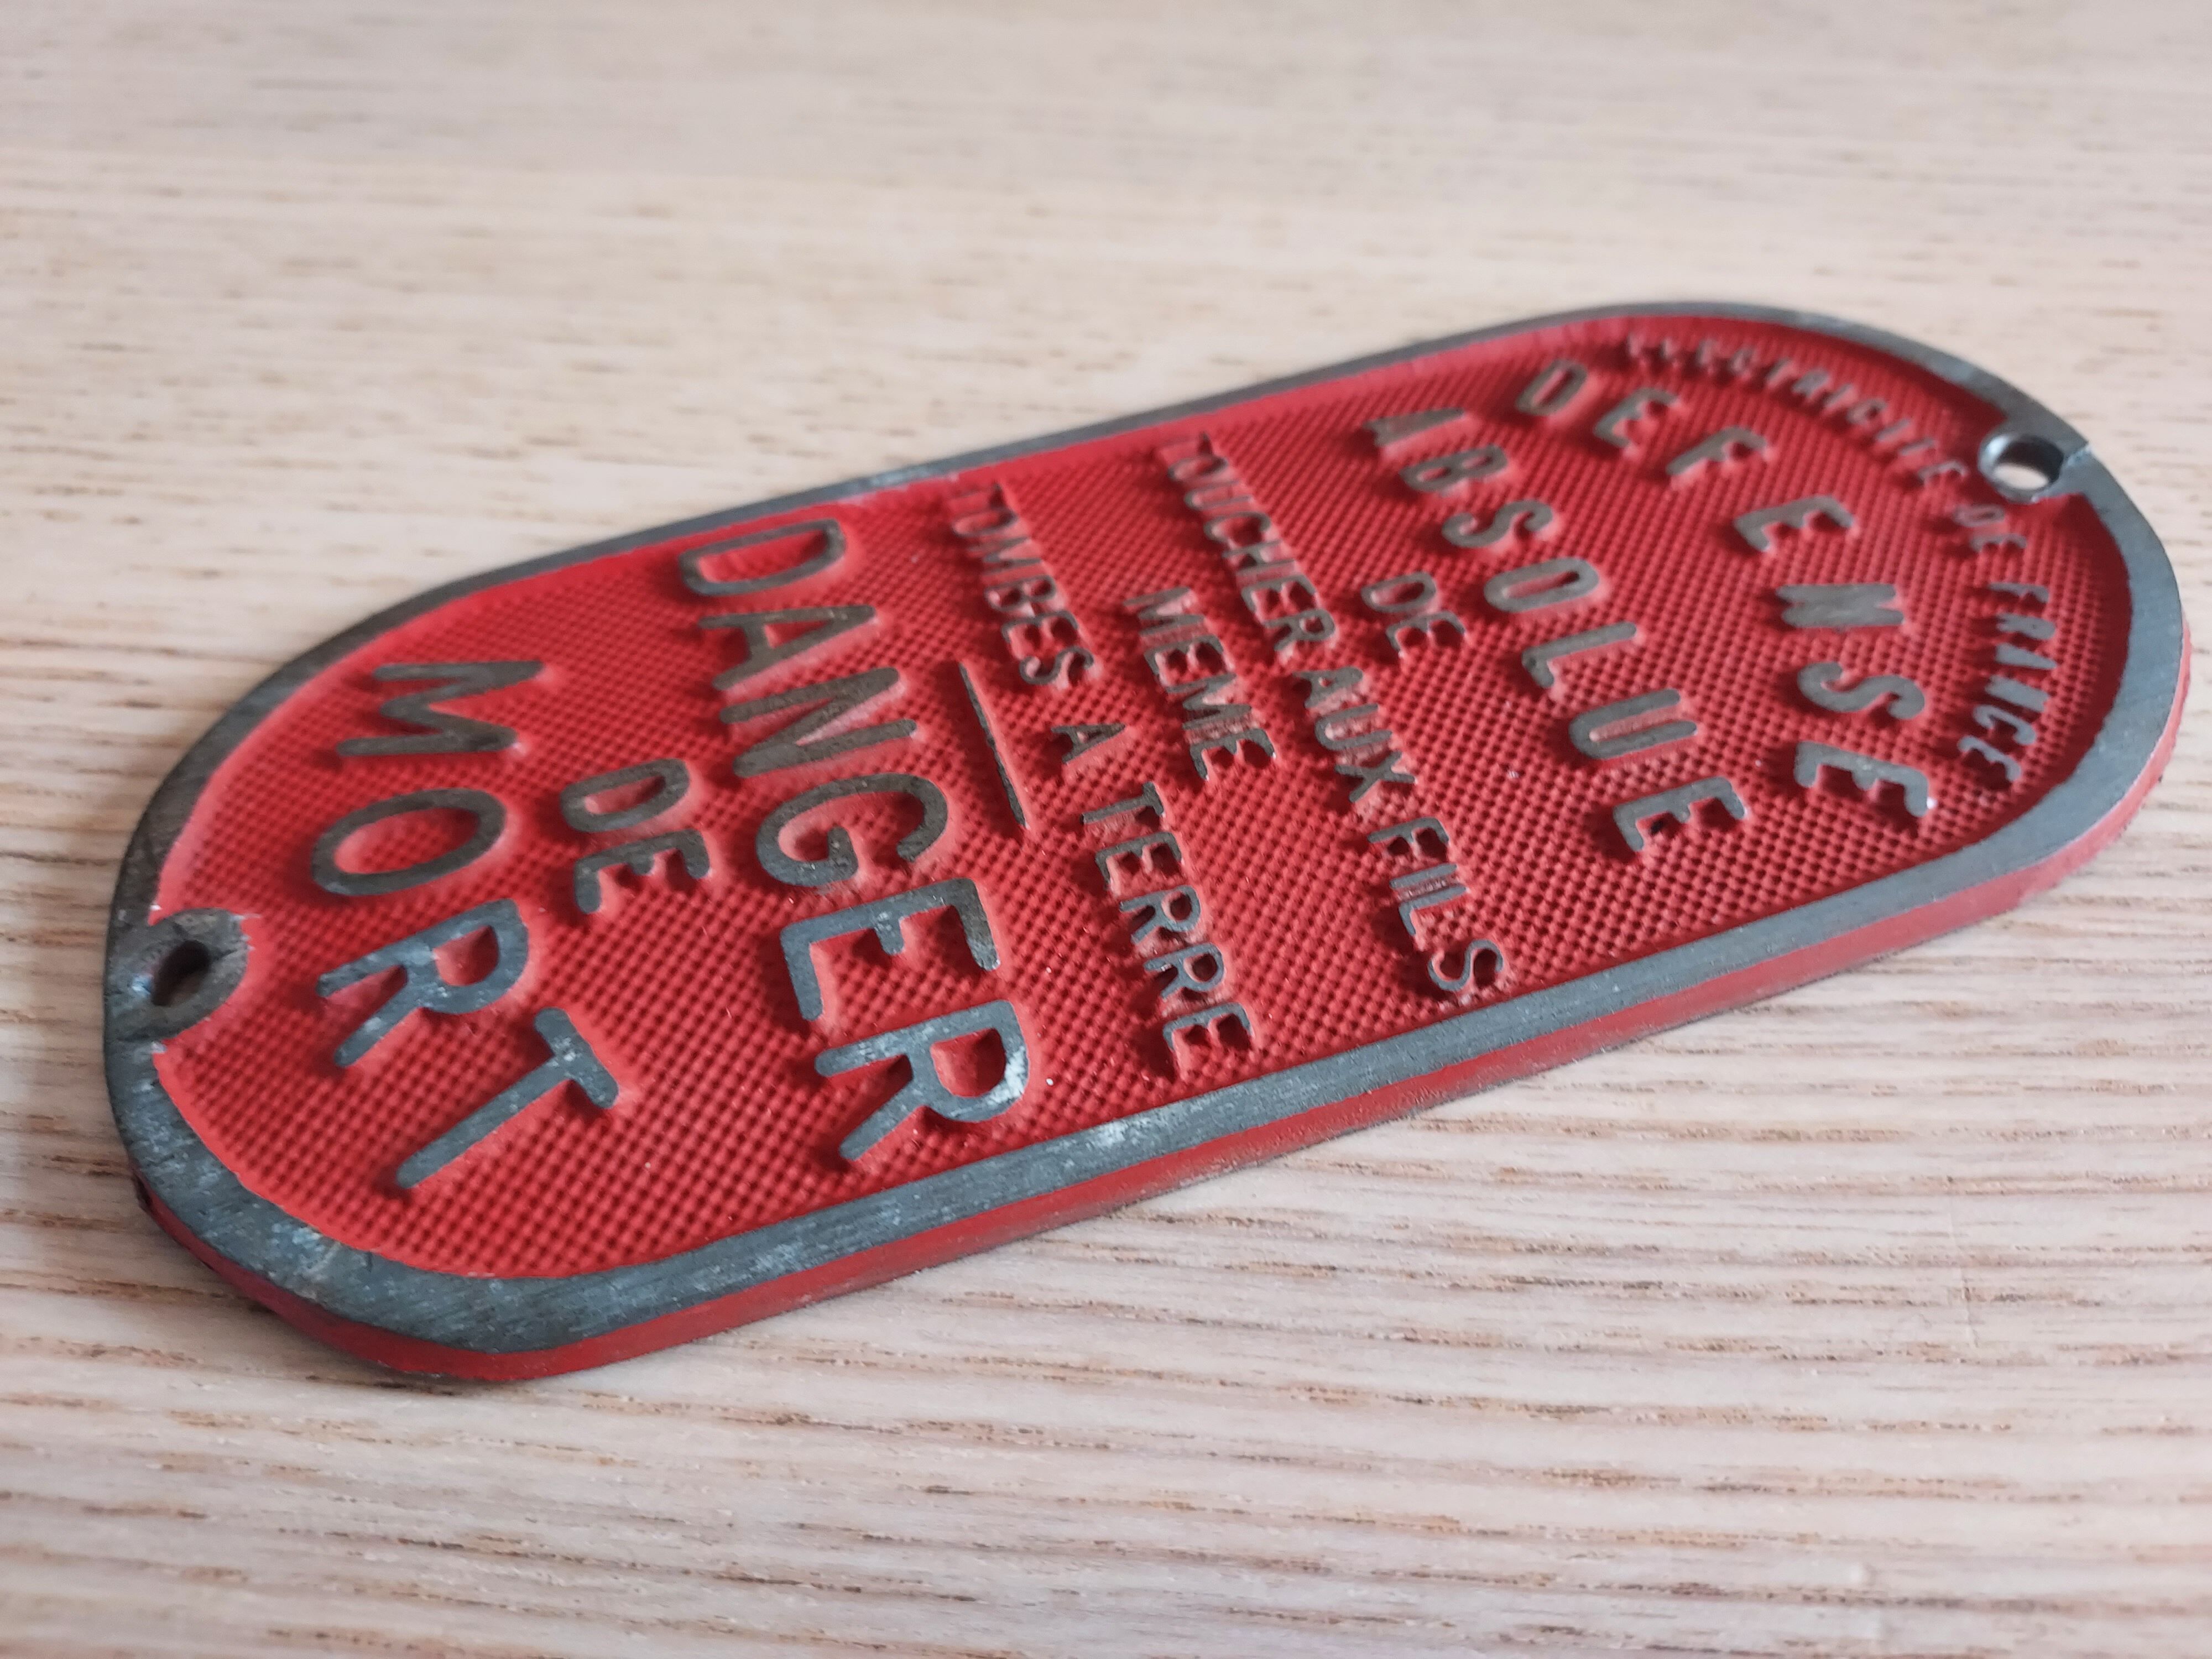 ELECTRICITE DE FRANCE
DEFENSE
ABSOLUE
DE
TOUCHER AUX FILS
MEME
TOMBES A TERRE
DANGER
DE
MORT